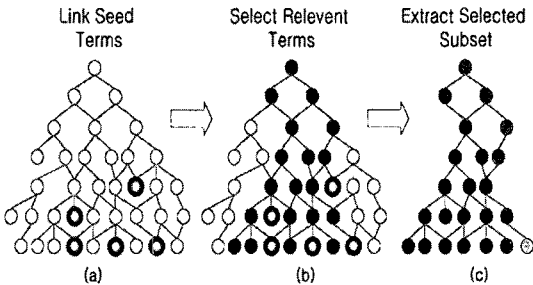 Link Seed
Terms
Select Relevent
Terms
Extract Selected
Subset
(a)
(b)
(c)